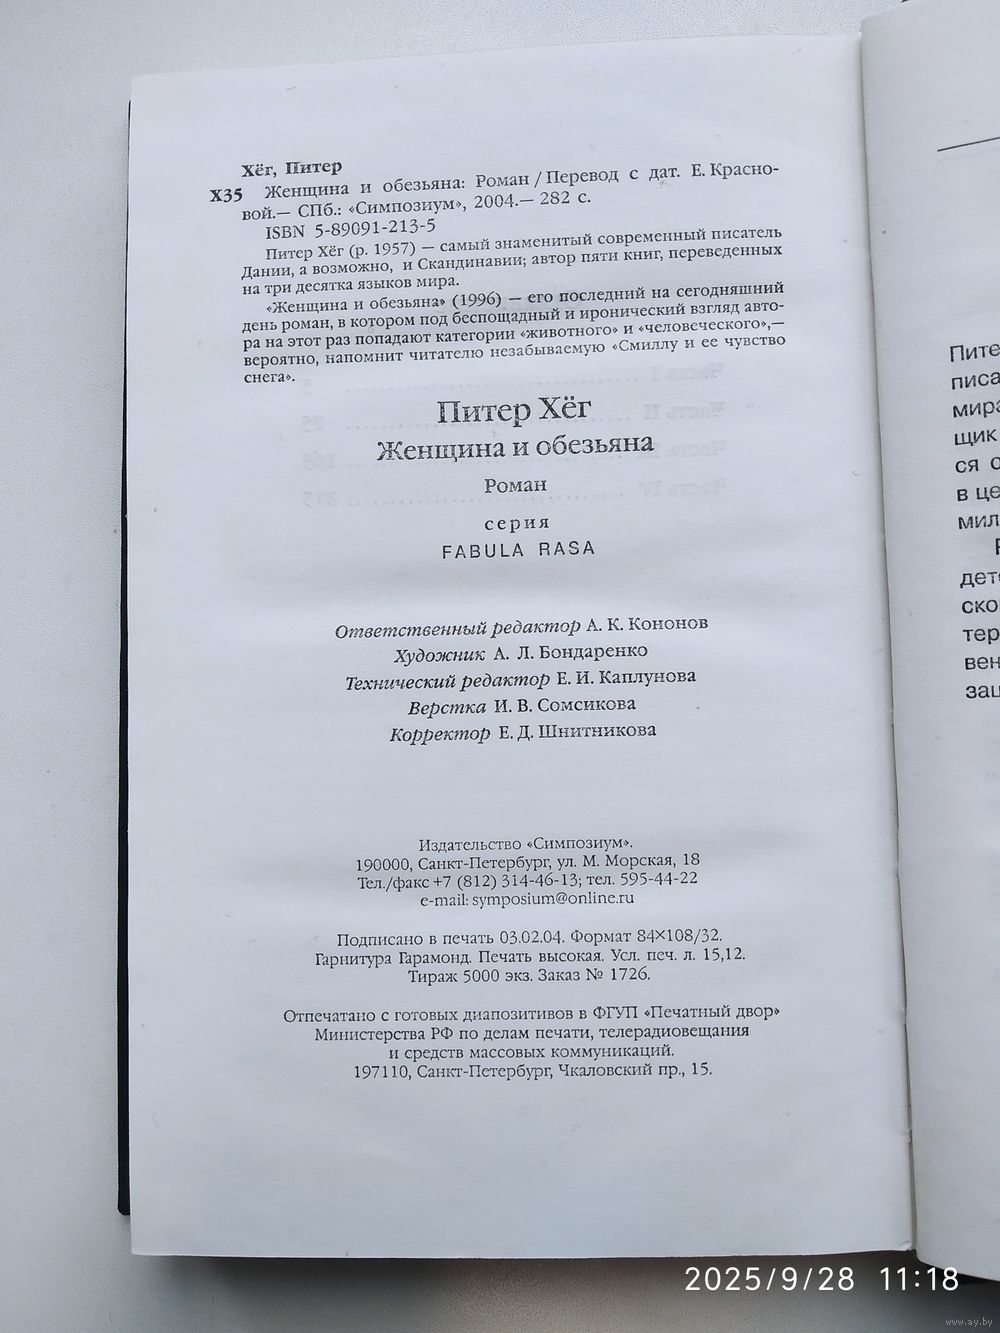 Хёг, Питер
Х35 Женщина и обезьяна: Роман / Перевод с дат. Е. Красно-
вой.— СПб.: «Симпозиум», 2004.— 282 с.
ISBN 5-89091-213-5
Питер Хёг (р. 1957) — самый знаменитый современный писатель
Дании, а возможно, и Скандинавии; автор пяти книг, переведенных
на три десятка языков мира.
«Женщина и обезьяна» (1996) — его последний на сегодняшний
день роман, в котором под беспощадный и иронический взгляд авто-
ра на этот раз попадают категории «животного» и «человеческого»,—
вероятно, напомнит читателю незабываемую «Смиллу и ее чувство
снега».
Питер Хёг
Женщина и обезьяна
Роман
серия
FABULA RASA
Ответственный редактор А. К. Кононов
Художник А. Л. Бондаренко
Технический редактор Е. И. Каплунова
Верстка И. В. Сомсикова
Корректор Е. Д. Шнитникова
Издательство «Симпозиум».
190000, Санкт-Петербург, ул. М. Морская, 18
Тел./факс +7 (812) 314-46-13; тел. 595-44-22
e-mail: symposium@online.ru
Подписано в печать 03.02.04. Формат 84×108/32.
Гарнитура Гарамонд. Печать высокая. Усл. печ. л. 15,12.
Тираж 5000 экз. Заказ № 1726.
Отпечатано с готовых диапозитивов в ФГУП «Печатный двор»
Министерства РФ по делам печати, телерадиовещания
и средств массовых коммуникаций.
197110, Санкт-Петербург, Чкаловский пр., 15.
Пите
писа
мира
щик
ся о
в це
мил
дете
ско
тер
вен
защ
2025/9/28 11:18
www.ay.by